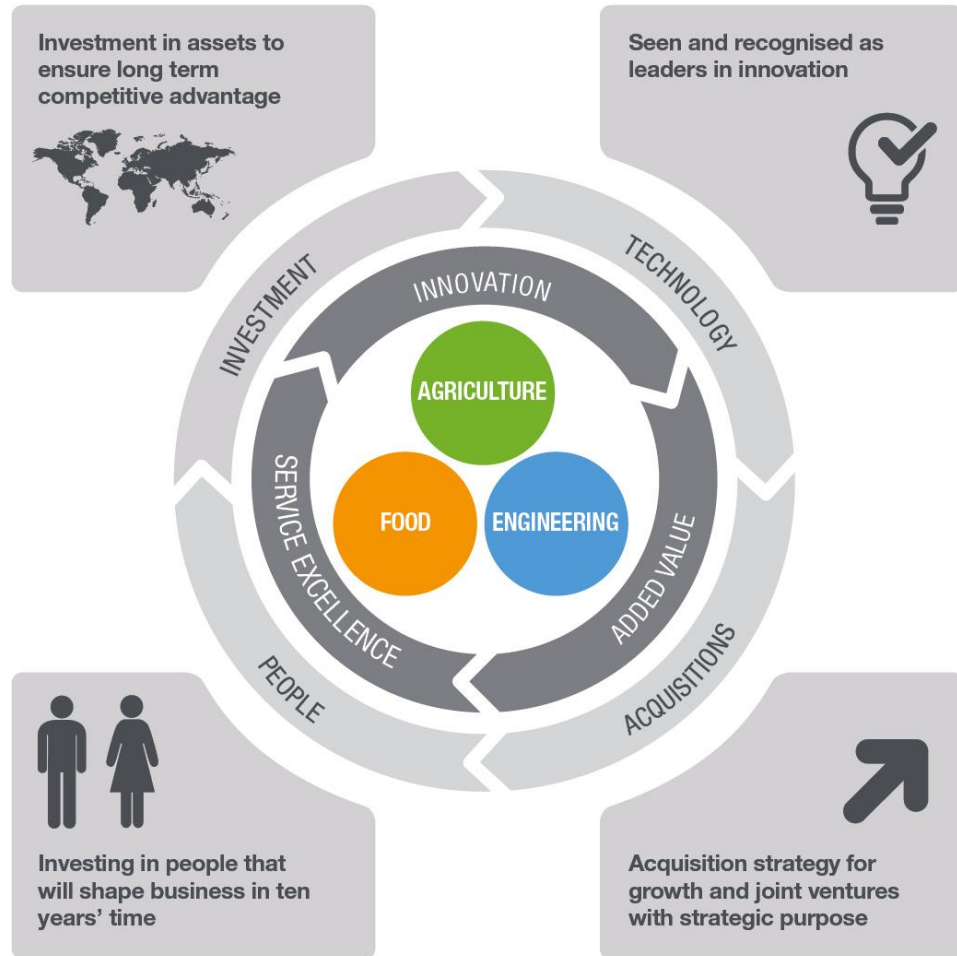 Investment in assets to
ensure long term
competitive advantage
Seen and recognised as
leaders in innovation
INVESTMENT
TECHNOLOGY
INNOVATION
AGRICULTURE
FOOD
ENGINEERING
SERVICE EXCELLENCE
ADDED VALUE
PEOPLE
ACQUISITIONS
Investing in people that
will shape business in ten
years’ time
Acquisition strategy for
growth and joint ventures
with strategic purpose